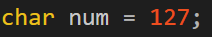 char num = 127;